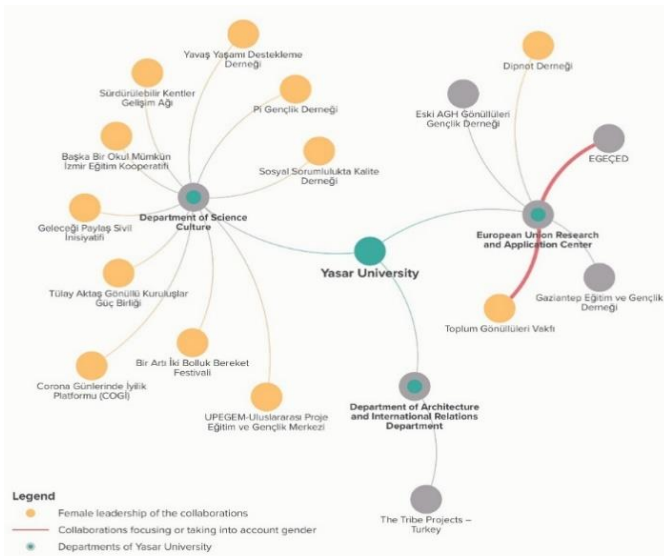 Yavaş Yaşamı Destekleme
Derneği
Dipnot Derneği
Sürdürülebilir Kentler
Gelişim Ağı
Pi Gençlik Derneği
Eski AGH Gönüllüleri
Gençlik Derneği
EGEÇED
Başka Bir Okul Mümkün
İzmir Eğitim Kooperatifi
Sosyal Sorumlulukta Kalite
Derneği
Department of Science
Culture
Geleceği Paylaş Sivil
İnisiyatifi
European Union Research
and Application Center
Yasar University
Tülay Aktaş Gönüllü Kuruluşlar
Güç Birliği
Gaziantep Eğitim ve Gençlik
Derneği
Toplum Gönüllüleri Vakfı
Bir Artı İki Bolluk Bereket
Festivali
Corona Günlerinde İyilik
Platformu (COGİ)
UPEGEM-Uluslararası Proje
Eğitim ve Gençlik Merkezi
Department of Architecture
and International Relations
Department
The Tribe Projects –
Turkey
Legend
Female leadership of the collaborations
Collaborations focusing or taking into account gender
Departments of Yasar University